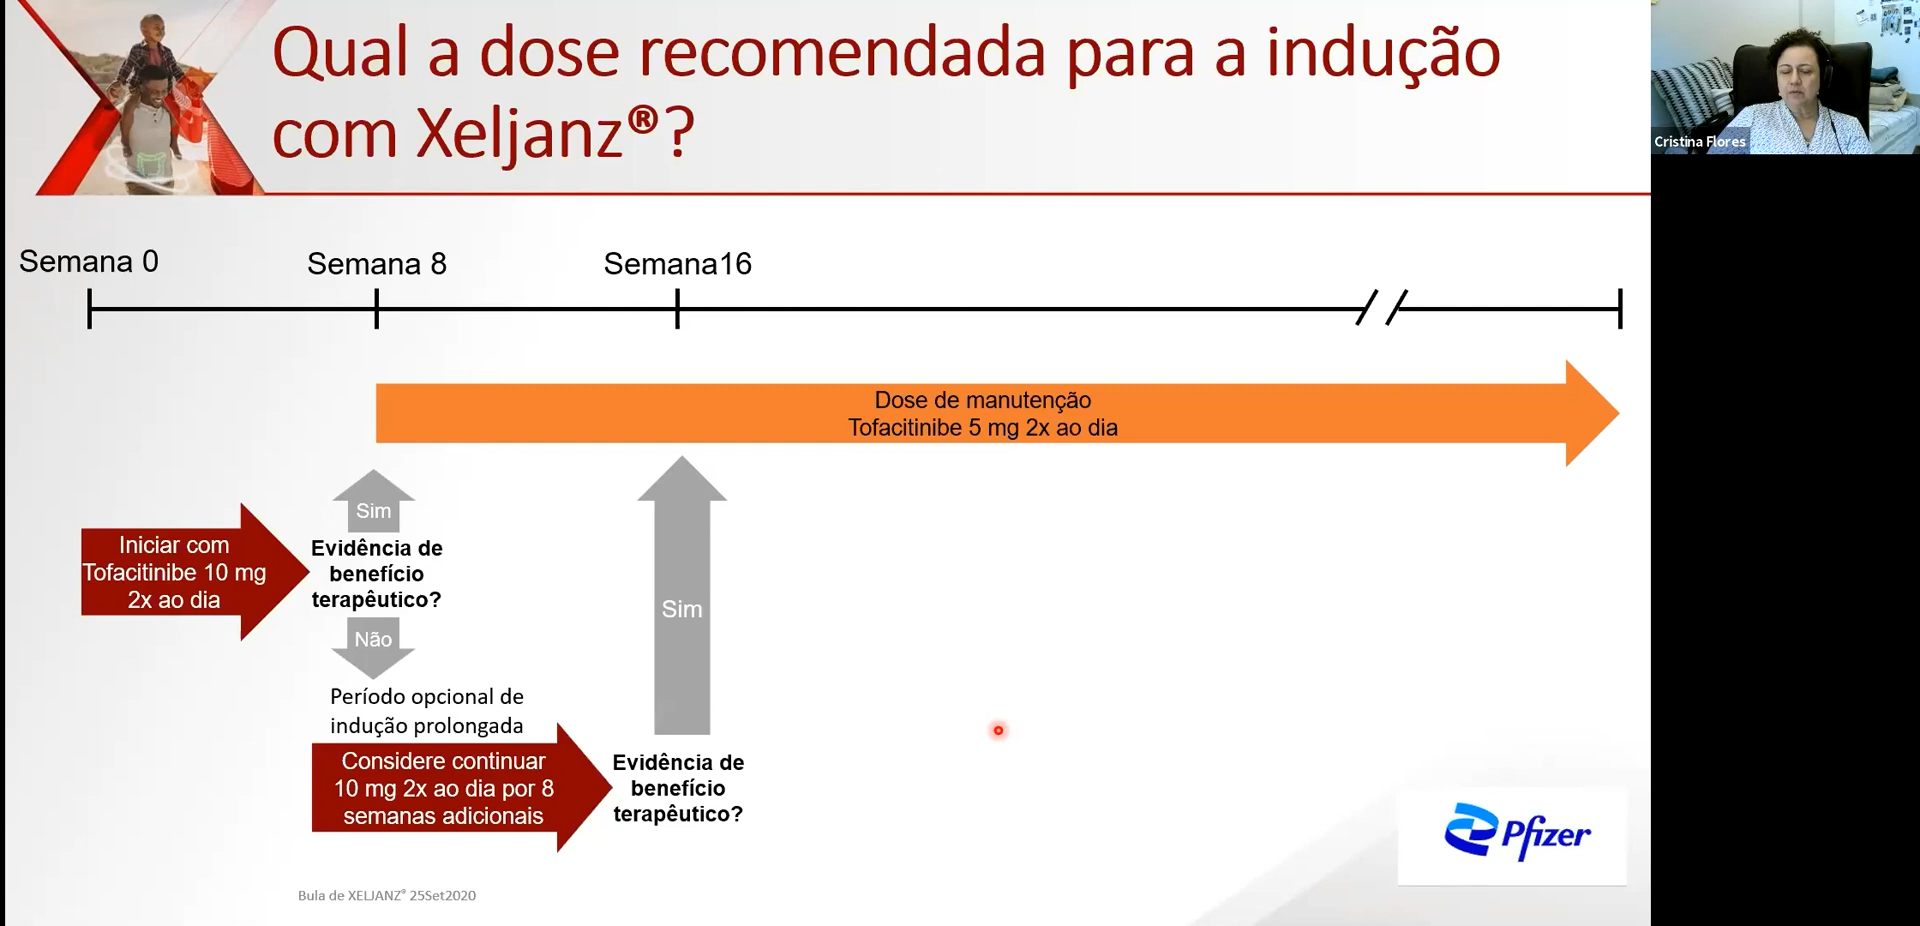 Qual a dose recomendada para a indução
com Xeljanz®?
Cristina Flores
Semana 0
Semana 8
Semana16
Dose de manutenção
Tofacitinibe 5 mg 2x ao dia
Sim
Iniciar com
Tofacitinibe 10 mg
2x ao dia
Evidência de
benefício
terapêutico?
Não
Sim
Período opcional de
indução prolongada
Considere continuar
10 mg 2x ao dia por 8
semanas adicionais
Evidência de
benefício
terapêutico?
Pfizer
Bula de XELJANZ® 25Set2020